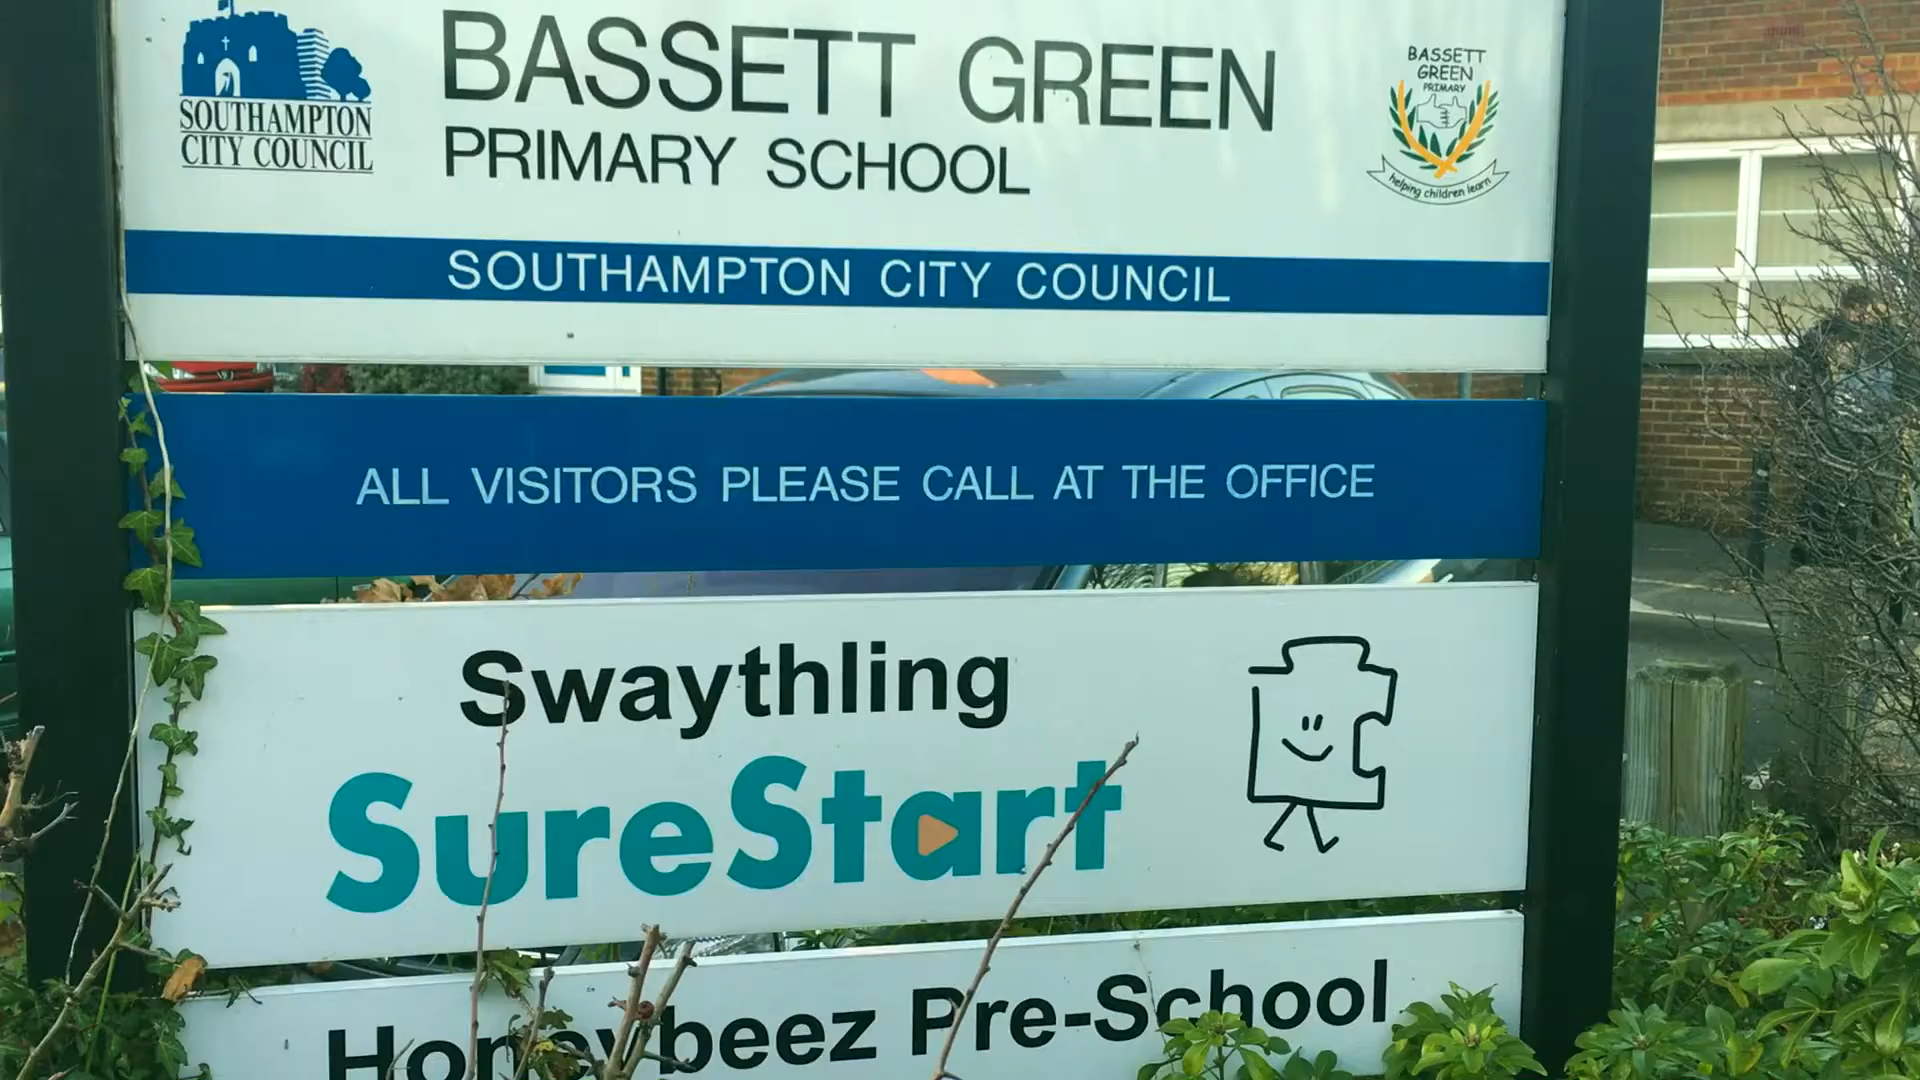 SOUTHAMPTON
CITY COUNCIL
BASSETT GREEN
PRIMARY SCHOOL
BASSETT
GREEN
PRIMARY
helping children learn
SOUTHAMPTON CITY COUNCIL
ALL VISITORS PLEASE CALL AT THE OFFICE
Swaythling
SureStart
Honeybeez Pre-School